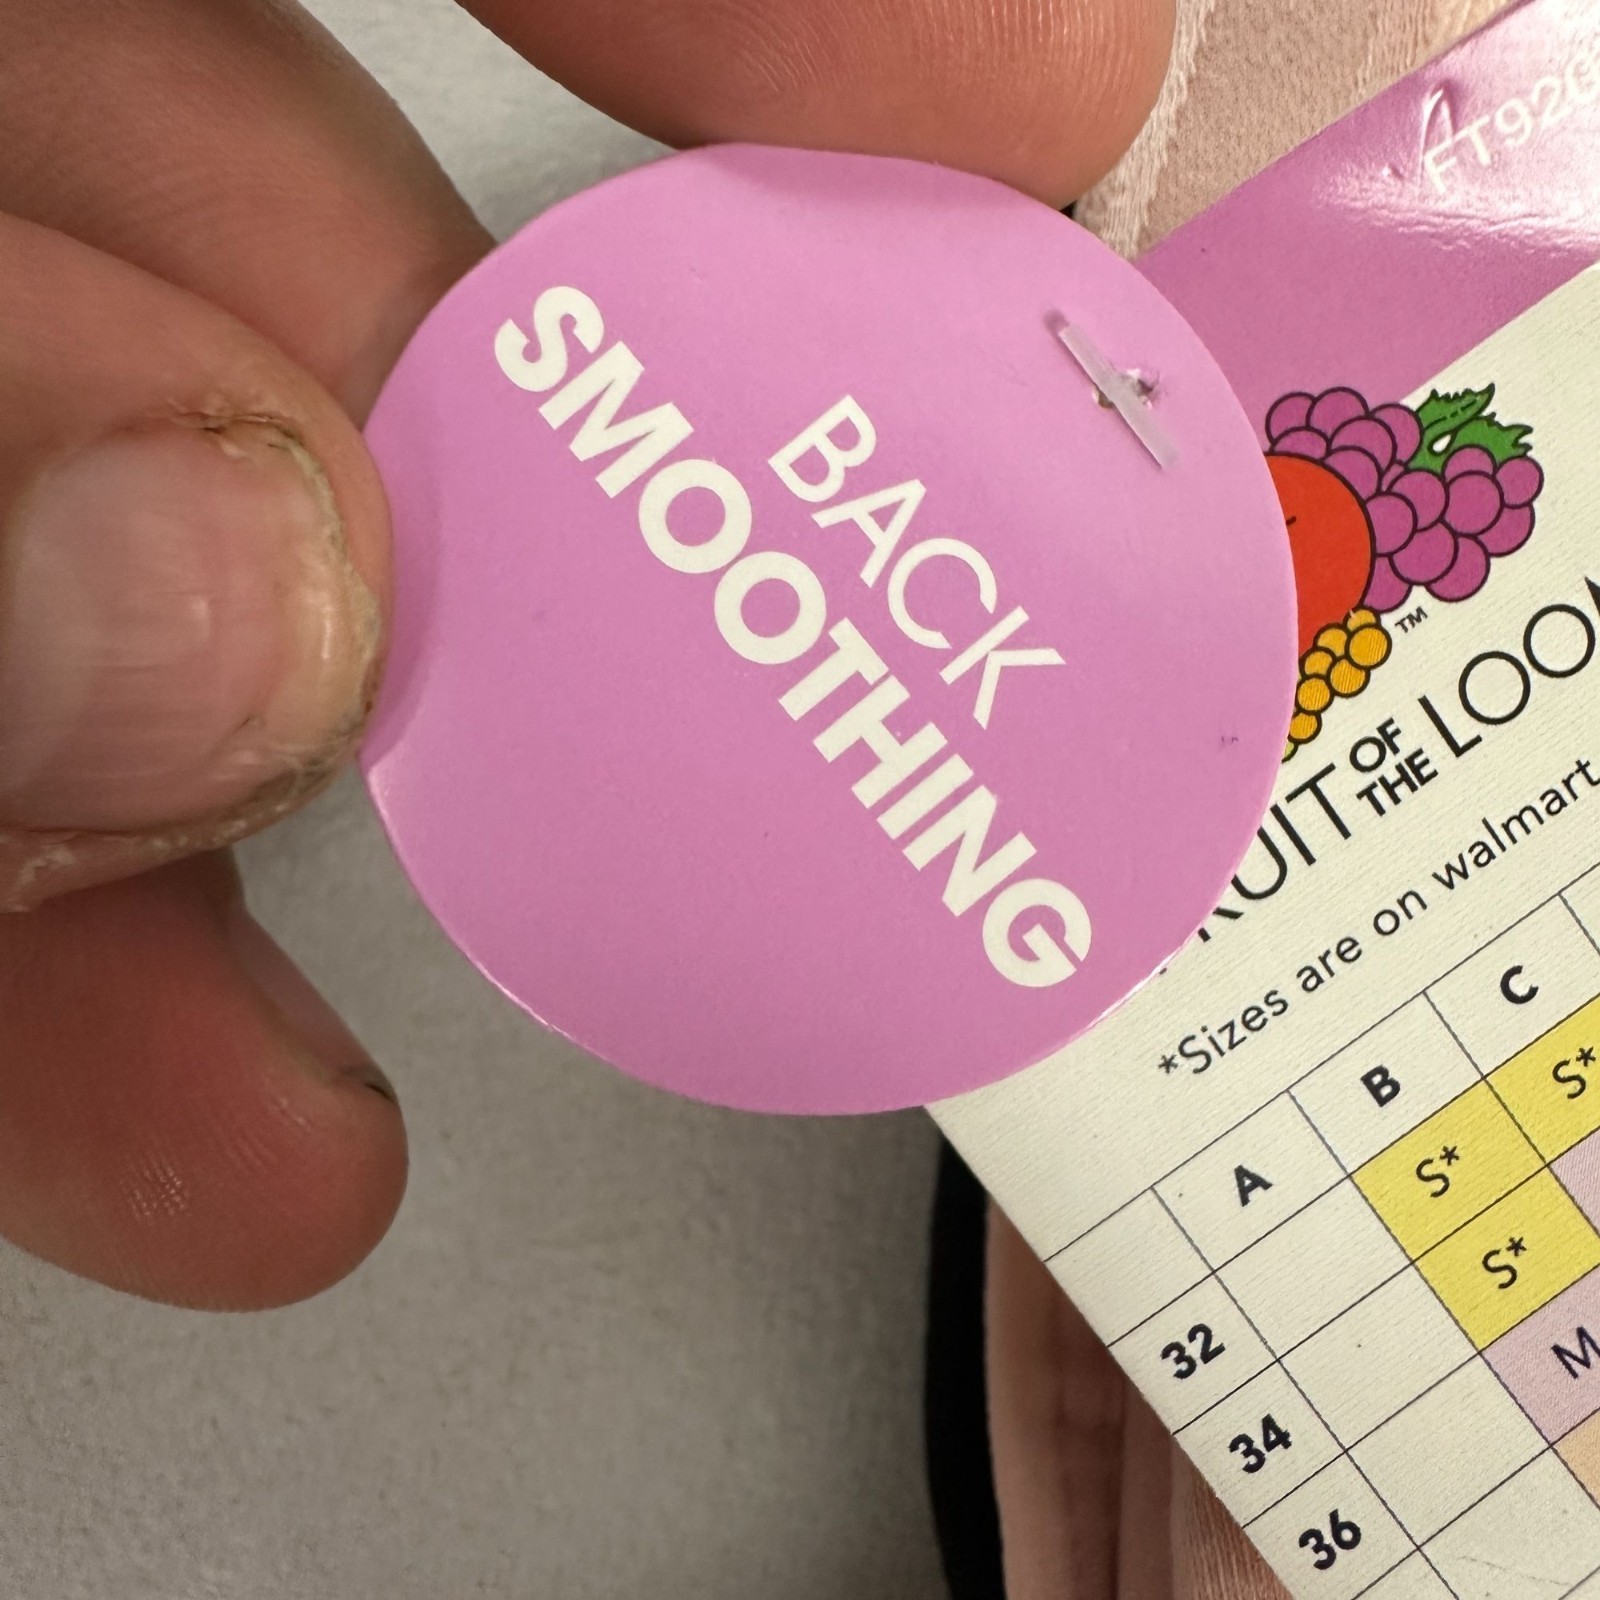 BACK
SMOOTHING
FT92
TM
OF
THE
*Sizes are on walmart
A B C
32 S* S*
34 S*
36 M